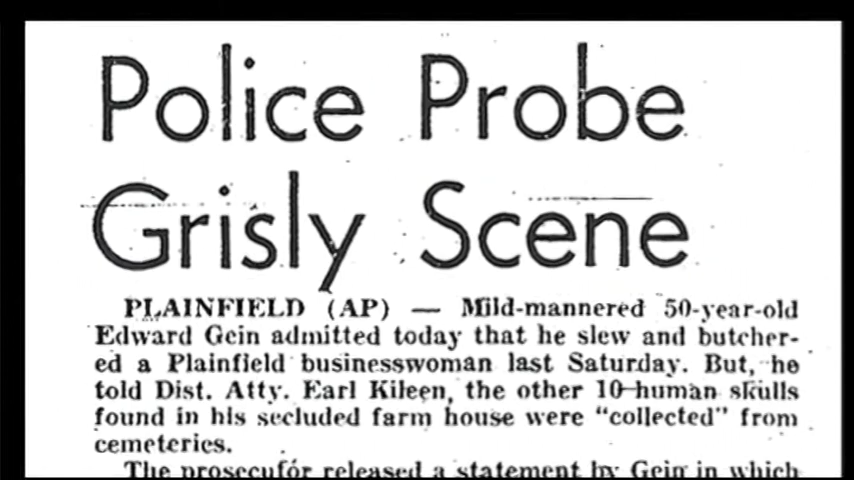 Police Probe
Grisly Scene
PLAINFIELD (AP) — Mild-mannered 50-year-old
Edward Gein admitted today that he slew and butcher-
ed a Plainfield businesswoman last Saturday. But, he
told Dist. Atty. Earl Kileen, the other 10 human skulls
found in his secluded farm house were "collected" from
cemeteries.
The prosecutor released a statement by Gein in which